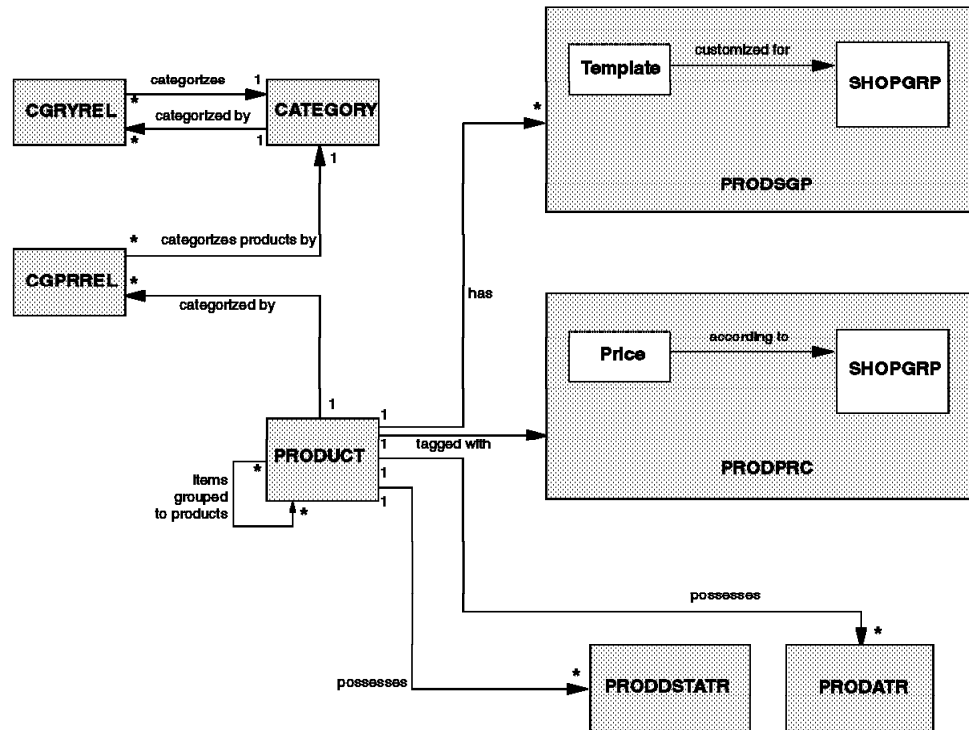 Template
customized for
SHOPGRP
PRODSGP
*
categorizes
1
*
CGRYREL
CATEGORY
categorized by
*
1
1
*
categorizes products by
CGPRREL
*
categorized by
has
Price
according to
SHOPGRP
PRODPRC
1
1
tagged with
1
PRODUCT
*
1
1
Items
grouped
to products
*
possesses
*
possesses
*
PRODDSTATR
PRODATR